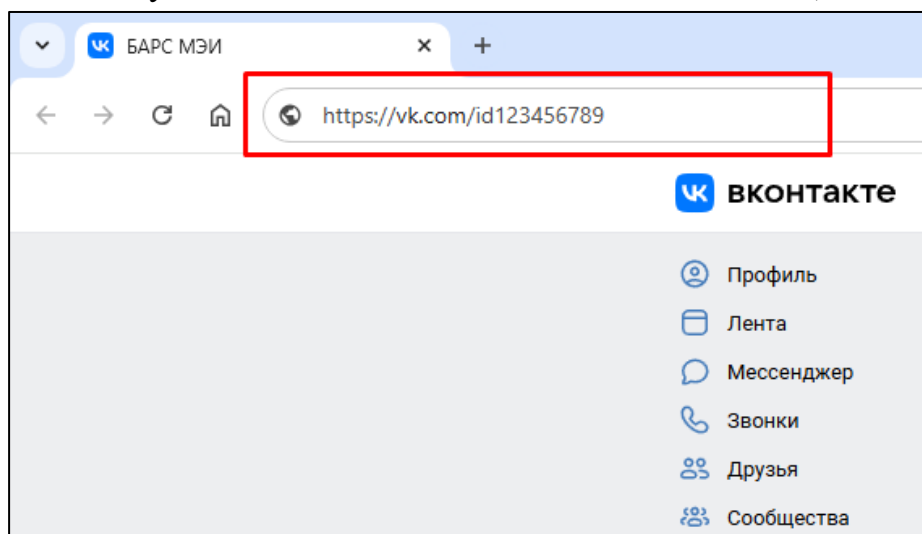 БАРС МЭИ
https://vk.com/id123456789
вконтакте
Профиль
Лента
Мессенджер
Звонки
Друзья
Сообщества